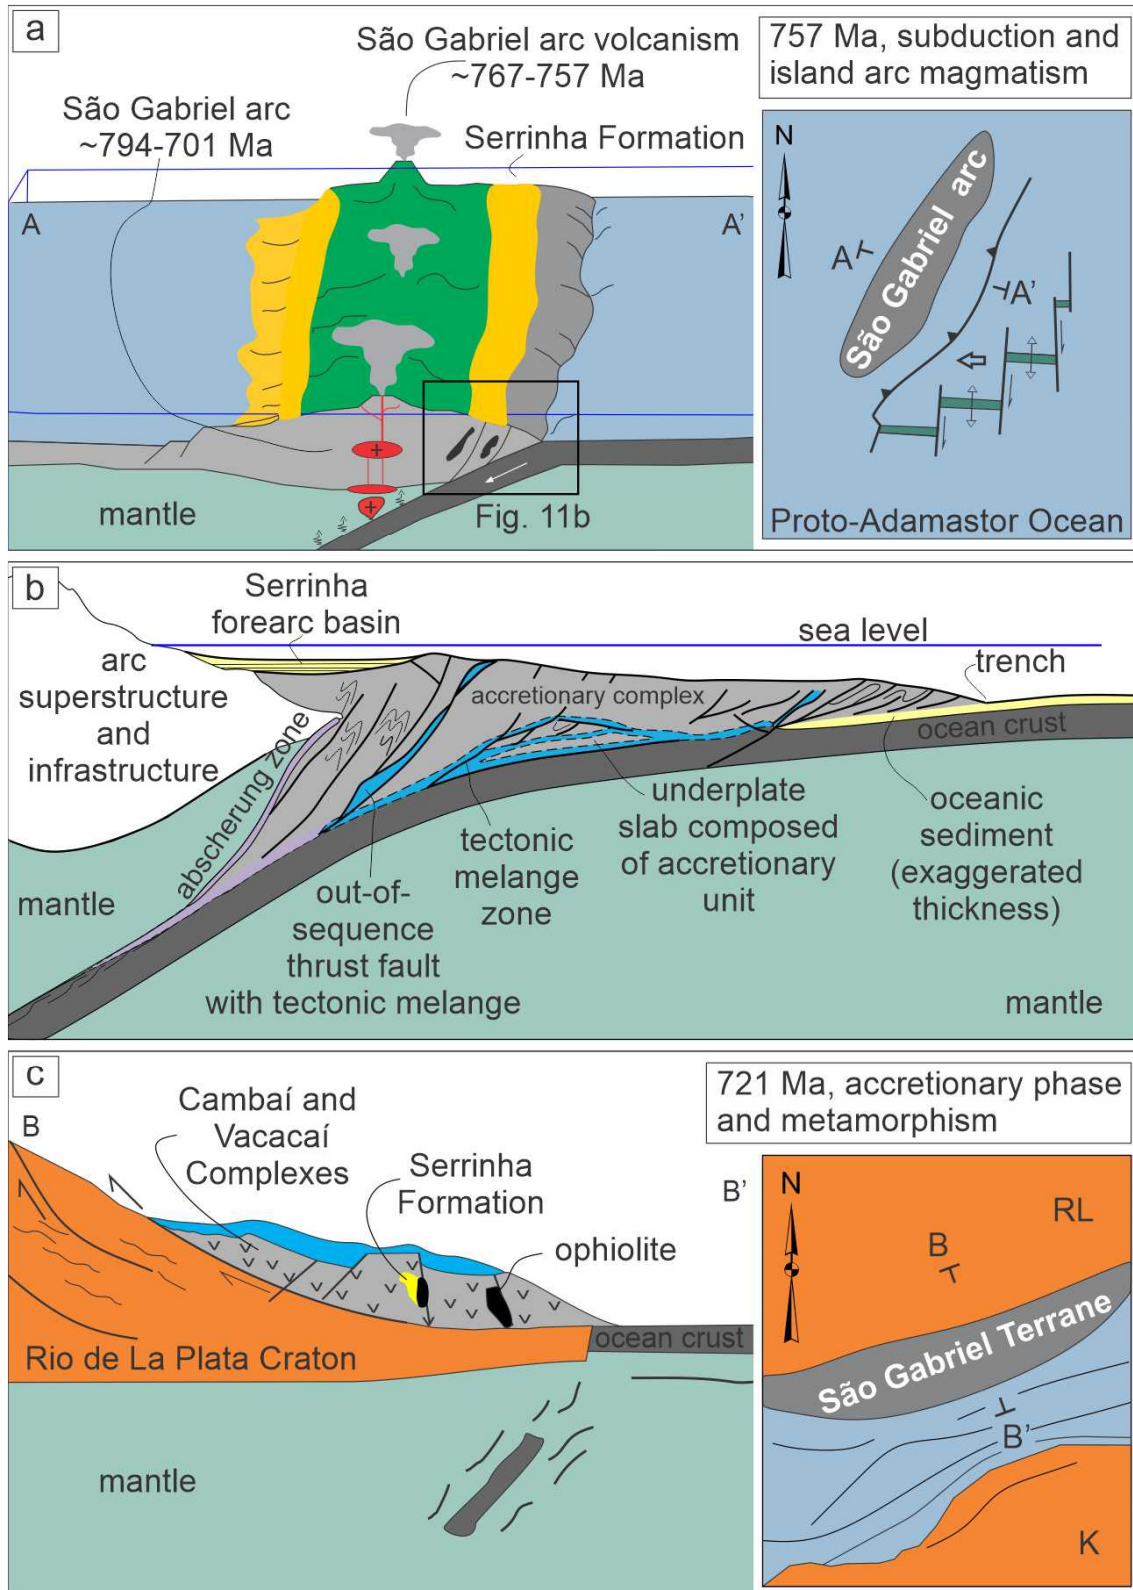 a
São Gabriel arc volcanism
~767-757 Ma
757 Ma, subduction and
island arc magmatism
São Gabriel arc
~794-701 Ma
Serrinha Formation
A
A'
mantle
Fig. 11b
N
São Gabriel arc
A
A'
Proto-Adamastor Ocean
b
Serrinha
forearc basin
sea level
trench
arc
superstructure
and
infrastructure
accretionary complex
ocean crust
abscherung zone
mantle
out-of-
sequence
thrust fault
with tectonic melange
tectonic
melange
zone
underplate
slab composed
of accretionary
unit
oceanic
sediment
(exaggerated
thickness)
mantle
c
721 Ma, accretionary phase
and metamorphism
B
Cambaí and
Vacacaí
Complexes
Serrinha
Formation
B'
ophiolite
ocean crust
Rio de La Plata Craton
mantle
N
RL
B
São Gabriel Terrane
B'
K